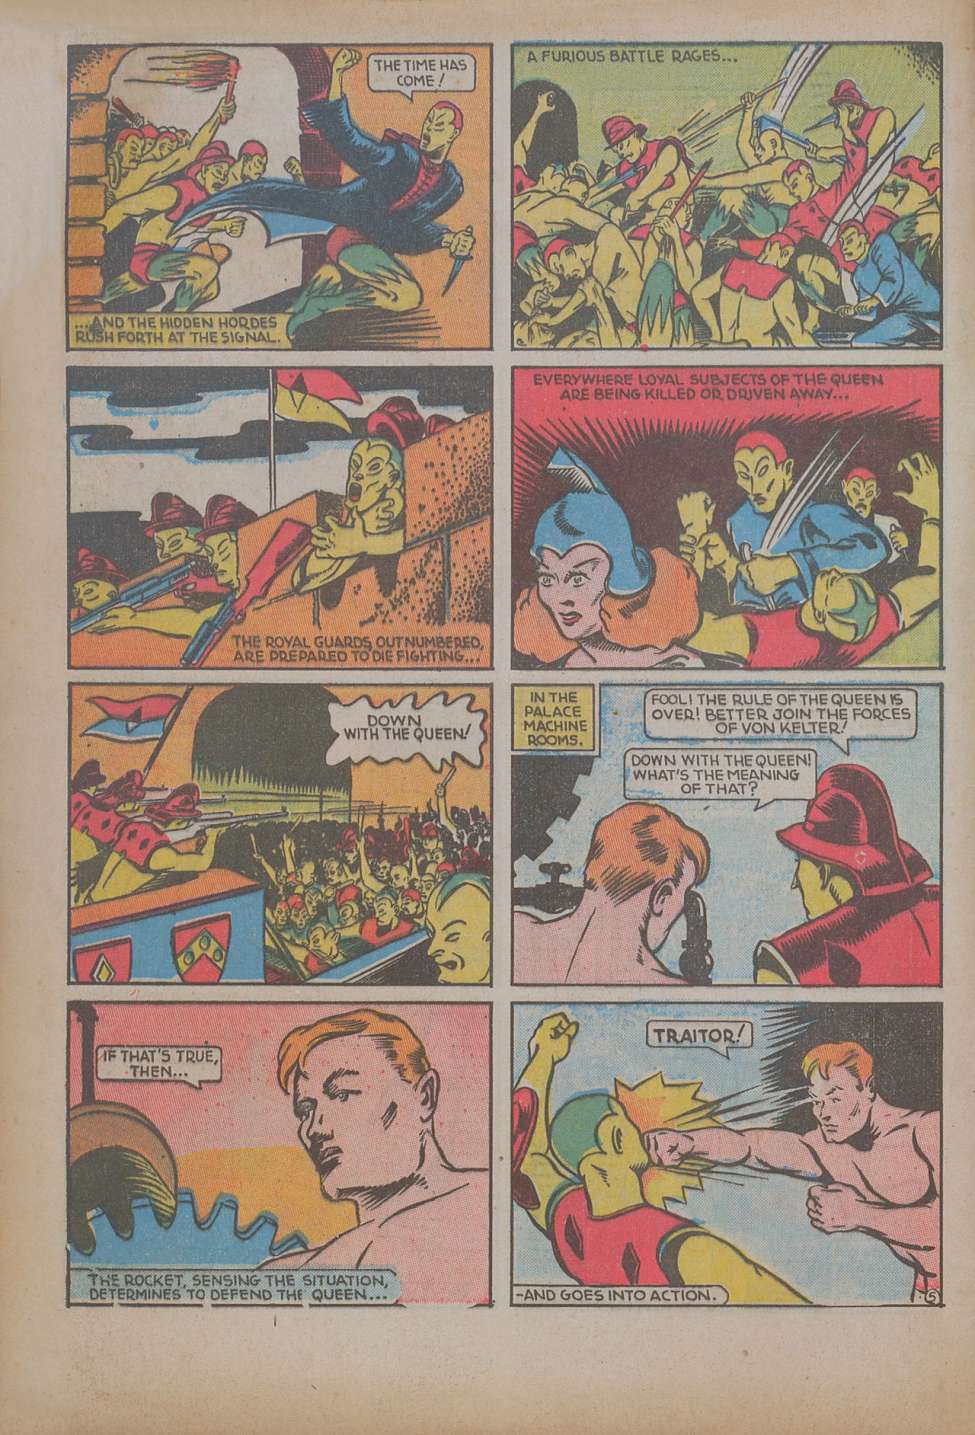 THE TIME HAS
COME!
...AND THE HIDDEN HORDES
RUSH FORTH AT THE SIGNAL.
A FURIOUS BATTLE RAGES...
THE ROYAL GUARDS, OUTNUMBERED,
ARE PREPARED TO DIE FIGHTING...
EVERYWHERE LOYAL SUBJECTS OF THE QUEEN
ARE BEING KILLED OR DRIVEN AWAY...
DOWN
WITH THE QUEEN!
IN THE
PALACE
MACHINE
ROOMS.
FOOL! THE RULE OF THE QUEEN IS
OVER! BETTER JOIN THE FORCES
OF VON KELTER!
DOWN WITH THE QUEEN!
WHAT'S THE MEANING
OF THAT?
IF THAT'S TRUE,
THEN...
THE ROCKET, SENSING THE SITUATION,
DETERMINES TO DEFEND THE QUEEN...
TRAITOR!
-AND GOES INTO ACTION.
5